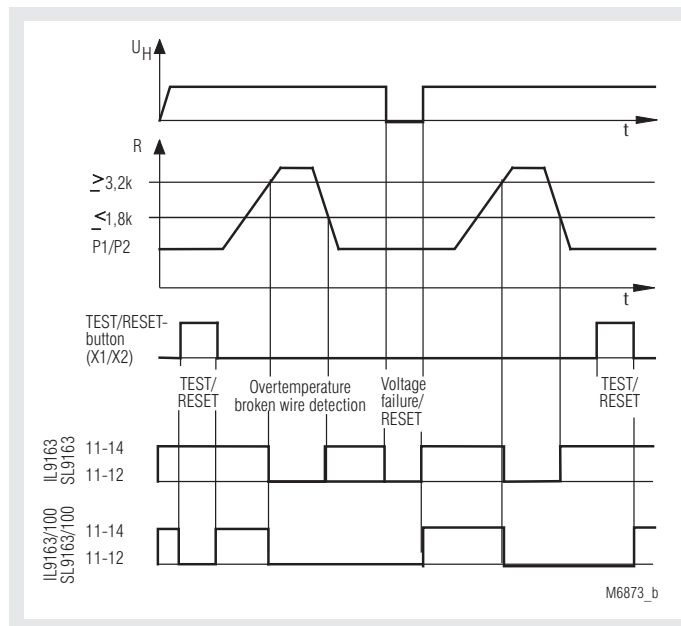 UH
t
R
≥3,2k
≤1,8k
P1/P2
t
TEST/RESET-
button
(X1/X2)
TEST/
RESET
Overtemperature
broken wire detection
Voltage
failure/
RESET
TEST/
RESET
IL9163
SL9163
11-14
11-12
IL9163/100
SL9163/100
11-14
11-12
M6873_b